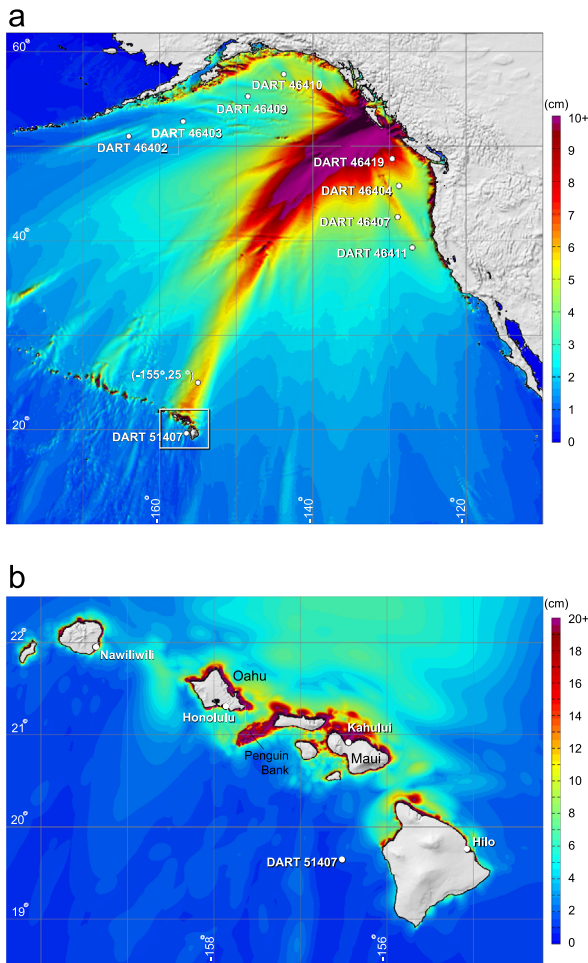 a
60°
(cm)
10+
9
8
7
6
5
4
3
2
1
0
DART 46410
DART 46409
DART 46403
DART 46402
DART 46419
DART 46404
DART 46407
DART 46411
40°
(-155°,25 °)
20°
DART 51407
-160°
-140°
-120°
b
(cm)
20+
18
16
14
12
10
8
6
4
2
0
22°
Nawiliwili
Oahu
Honolulu
21°
Kahului
Penguin
Bank
Maui
20°
Hilo
DART 51407
19°
-158°
-156°